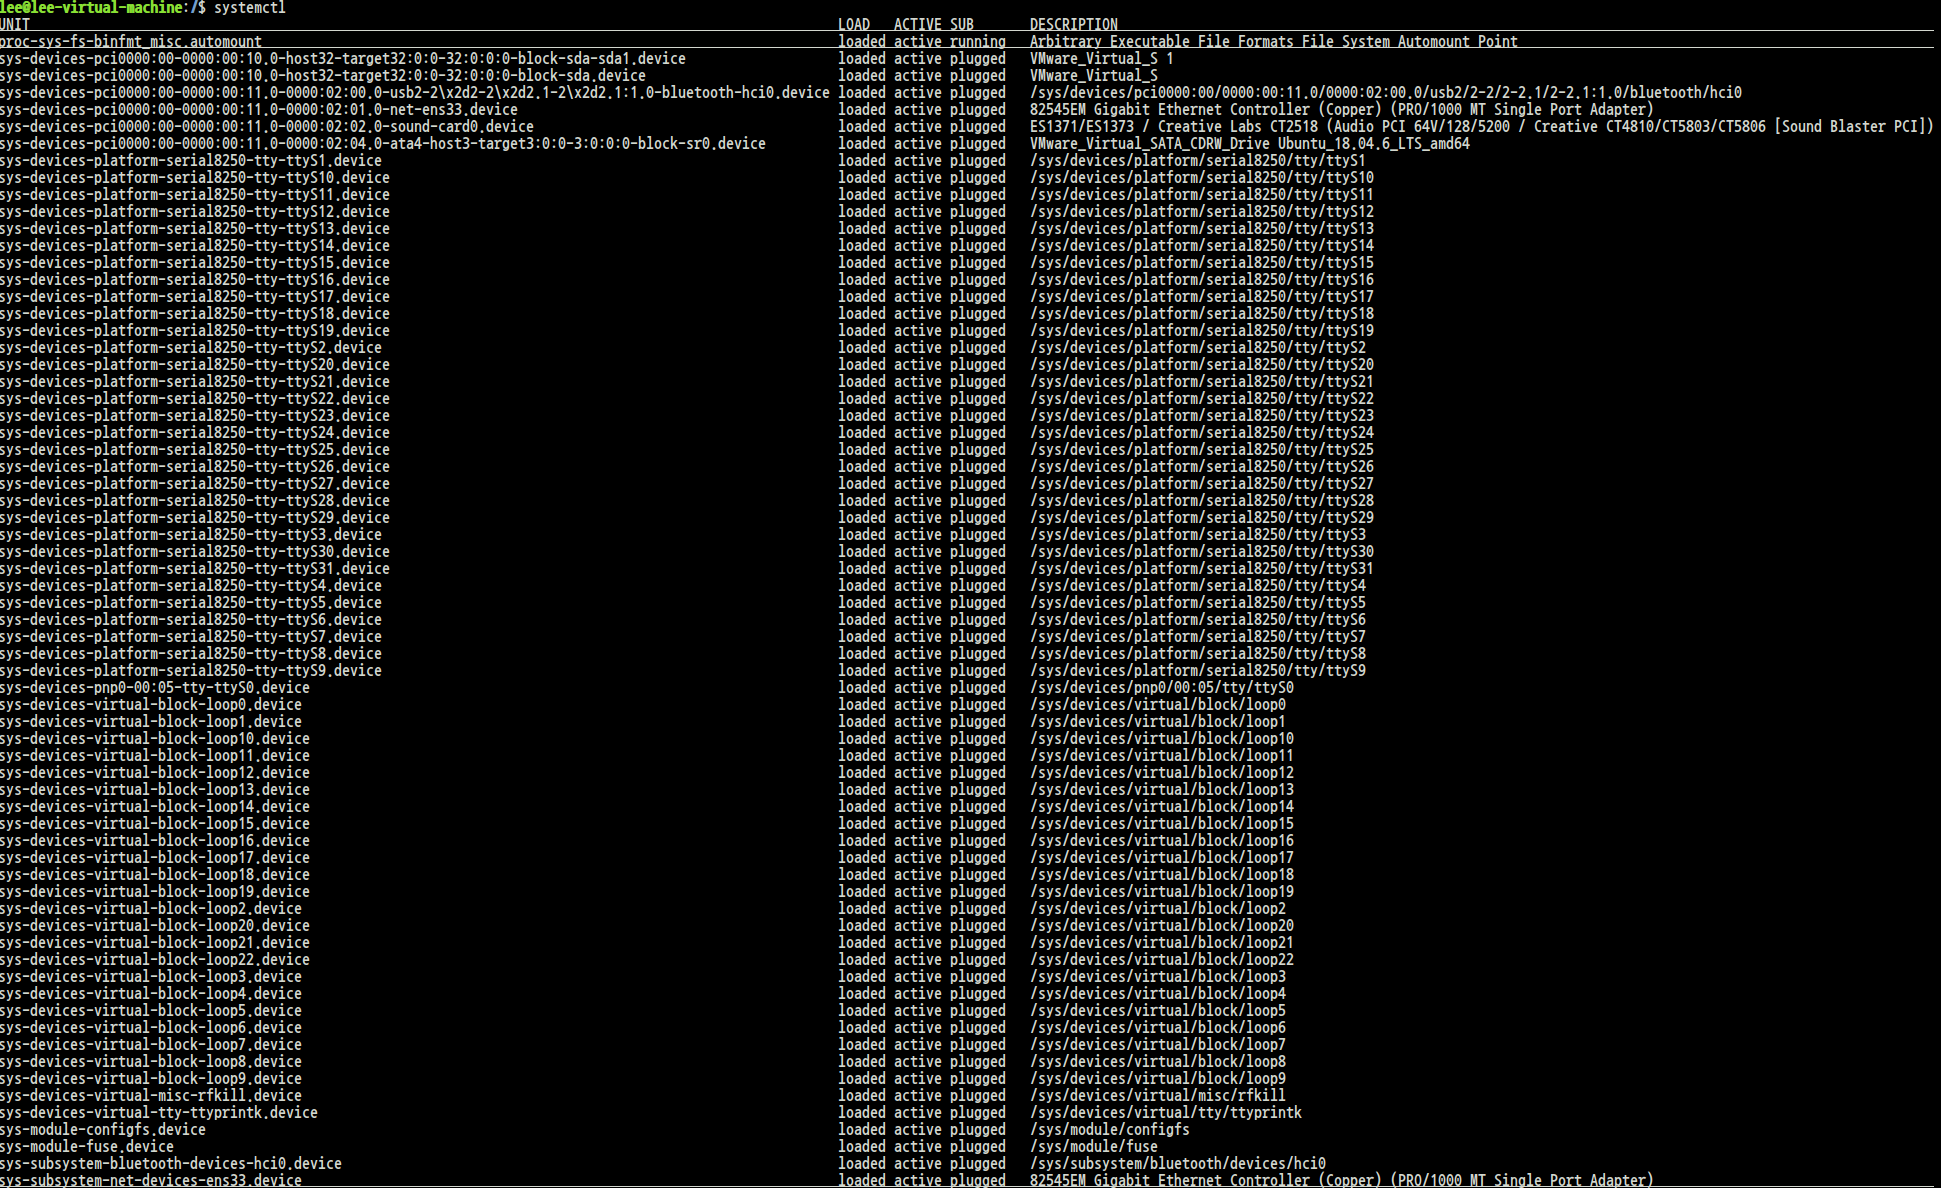 lee@lee-virtual-machine:/$ systemctl
UNIT LOAD ACTIVE SUB DESCRIPTION
proc-sys-fs-binfmt_misc.automount loaded active running Arbitrary Executable File Formats File System Automount Point
sys-devices-pci0000:00-0000:00:10.0-host32-target32:0:0-32:0:0:0-block-sda-sda1.device loaded active plugged VMware_Virtual_S 1
sys-devices-pci0000:00-0000:00:10.0-host32-target32:0:0-32:0:0:0-block-sda.device loaded active plugged VMware_Virtual_S
sys-devices-pci0000:00-0000:00:11.0-0000:02:00.0-usb2-2\x2d2-2\x2d2.1-2\x2d2.1:1.0-bluetooth-hci0.device loaded active plugged /sys/devices/pci0000:00/0000:00:11.0/0000:02:00.0/usb2/2-2/2-2.1/2-2.1:1.0/bluetooth/hci0
sys-devices-pci0000:00-0000:00:11.0-0000:02:01.0-net-ens33.device loaded active plugged 82545EM Gigabit Ethernet Controller (Copper) (PRO/1000 MT Single Port Adapter)
sys-devices-pci0000:00-0000:00:11.0-0000:02:02.0-sound-card0.device loaded active plugged ES1371/ES1373 / Creative Labs CT2518 (Audio PCI 64V/128/5200 / Creative CT4810/CT5803/CT5806 [Sound Blaster PCI])
sys-devices-pci0000:00-0000:00:11.0-0000:02:04.0-ata4-host3-target3:0:0-3:0:0:0-block-sr0.device loaded active plugged VMware_Virtual_SATA_CDRW_Drive Ubuntu_18.04.6_LTS_amd64
sys-devices-platform-serial8250-tty-ttyS1.device loaded active plugged /sys/devices/platform/serial8250/tty/ttyS1
sys-devices-platform-serial8250-tty-ttyS10.device loaded active plugged /sys/devices/platform/serial8250/tty/ttyS10
sys-devices-platform-serial8250-tty-ttyS11.device loaded active plugged /sys/devices/platform/serial8250/tty/ttyS11
sys-devices-platform-serial8250-tty-ttyS12.device loaded active plugged /sys/devices/platform/serial8250/tty/ttyS12
sys-devices-platform-serial8250-tty-ttyS13.device loaded active plugged /sys/devices/platform/serial8250/tty/ttyS13
sys-devices-platform-serial8250-tty-ttyS14.device loaded active plugged /sys/devices/platform/serial8250/tty/ttyS14
sys-devices-platform-serial8250-tty-ttyS15.device loaded active plugged /sys/devices/platform/serial8250/tty/ttyS15
sys-devices-platform-serial8250-tty-ttyS16.device loaded active plugged /sys/devices/platform/serial8250/tty/ttyS16
sys-devices-platform-serial8250-tty-ttyS17.device loaded active plugged /sys/devices/platform/serial8250/tty/ttyS17
sys-devices-platform-serial8250-tty-ttyS18.device loaded active plugged /sys/devices/platform/serial8250/tty/ttyS18
sys-devices-platform-serial8250-tty-ttyS19.device loaded active plugged /sys/devices/platform/serial8250/tty/ttyS19
sys-devices-platform-serial8250-tty-ttyS2.device loaded active plugged /sys/devices/platform/serial8250/tty/ttyS2
sys-devices-platform-serial8250-tty-ttyS20.device loaded active plugged /sys/devices/platform/serial8250/tty/ttyS20
sys-devices-platform-serial8250-tty-ttyS21.device loaded active plugged /sys/devices/platform/serial8250/tty/ttyS21
sys-devices-platform-serial8250-tty-ttyS22.device loaded active plugged /sys/devices/platform/serial8250/tty/ttyS22
sys-devices-platform-serial8250-tty-ttyS23.device loaded active plugged /sys/devices/platform/serial8250/tty/ttyS23
sys-devices-platform-serial8250-tty-ttyS24.device loaded active plugged /sys/devices/platform/serial8250/tty/ttyS24
sys-devices-platform-serial8250-tty-ttyS25.device loaded active plugged /sys/devices/platform/serial8250/tty/ttyS25
sys-devices-platform-serial8250-tty-ttyS26.device loaded active plugged /sys/devices/platform/serial8250/tty/ttyS26
sys-devices-platform-serial8250-tty-ttyS27.device loaded active plugged /sys/devices/platform/serial8250/tty/ttyS27
sys-devices-platform-serial8250-tty-ttyS28.device loaded active plugged /sys/devices/platform/serial8250/tty/ttyS28
sys-devices-platform-serial8250-tty-ttyS29.device loaded active plugged /sys/devices/platform/serial8250/tty/ttyS29
sys-devices-platform-serial8250-tty-ttyS3.device loaded active plugged /sys/devices/platform/serial8250/tty/ttyS3
sys-devices-platform-serial8250-tty-ttyS30.device loaded active plugged /sys/devices/platform/serial8250/tty/ttyS30
sys-devices-platform-serial8250-tty-ttyS31.device loaded active plugged /sys/devices/platform/serial8250/tty/ttyS31
sys-devices-platform-serial8250-tty-ttyS4.device loaded active plugged /sys/devices/platform/serial8250/tty/ttyS4
sys-devices-platform-serial8250-tty-ttyS5.device loaded active plugged /sys/devices/platform/serial8250/tty/ttyS5
sys-devices-platform-serial8250-tty-ttyS6.device loaded active plugged /sys/devices/platform/serial8250/tty/ttyS6
sys-devices-platform-serial8250-tty-ttyS7.device loaded active plugged /sys/devices/platform/serial8250/tty/ttyS7
sys-devices-platform-serial8250-tty-ttyS8.device loaded active plugged /sys/devices/platform/serial8250/tty/ttyS8
sys-devices-platform-serial8250-tty-ttyS9.device loaded active plugged /sys/devices/platform/serial8250/tty/ttyS9
sys-devices-pnp0-00:05-tty-ttyS0.device loaded active plugged /sys/devices/pnp0/00:05/tty/ttyS0
sys-devices-virtual-block-loop0.device loaded active plugged /sys/devices/virtual/block/loop0
sys-devices-virtual-block-loop1.device loaded active plugged /sys/devices/virtual/block/loop1
sys-devices-virtual-block-loop10.device loaded active plugged /sys/devices/virtual/block/loop10
sys-devices-virtual-block-loop11.device loaded active plugged /sys/devices/virtual/block/loop11
sys-devices-virtual-block-loop12.device loaded active plugged /sys/devices/virtual/block/loop12
sys-devices-virtual-block-loop13.device loaded active plugged /sys/devices/virtual/block/loop13
sys-devices-virtual-block-loop14.device loaded active plugged /sys/devices/virtual/block/loop14
sys-devices-virtual-block-loop15.device loaded active plugged /sys/devices/virtual/block/loop15
sys-devices-virtual-block-loop16.device loaded active plugged /sys/devices/virtual/block/loop16
sys-devices-virtual-block-loop17.device loaded active plugged /sys/devices/virtual/block/loop17
sys-devices-virtual-block-loop18.device loaded active plugged /sys/devices/virtual/block/loop18
sys-devices-virtual-block-loop19.device loaded active plugged /sys/devices/virtual/block/loop19
sys-devices-virtual-block-loop2.device loaded active plugged /sys/devices/virtual/block/loop2
sys-devices-virtual-block-loop20.device loaded active plugged /sys/devices/virtual/block/loop20
sys-devices-virtual-block-loop21.device loaded active plugged /sys/devices/virtual/block/loop21
sys-devices-virtual-block-loop22.device loaded active plugged /sys/devices/virtual/block/loop22
sys-devices-virtual-block-loop3.device loaded active plugged /sys/devices/virtual/block/loop3
sys-devices-virtual-block-loop4.device loaded active plugged /sys/devices/virtual/block/loop4
sys-devices-virtual-block-loop5.device loaded active plugged /sys/devices/virtual/block/loop5
sys-devices-virtual-block-loop6.device loaded active plugged /sys/devices/virtual/block/loop6
sys-devices-virtual-block-loop7.device loaded active plugged /sys/devices/virtual/block/loop7
sys-devices-virtual-block-loop8.device loaded active plugged /sys/devices/virtual/block/loop8
sys-devices-virtual-block-loop9.device loaded active plugged /sys/devices/virtual/block/loop9
sys-devices-virtual-misc-rfkill.device loaded active plugged /sys/devices/virtual/misc/rfkill
sys-devices-virtual-tty-ttyprintk.device loaded active plugged /sys/devices/virtual/tty/ttyprintk
sys-module-configfs.device loaded active plugged /sys/module/configfs
sys-module-fuse.device loaded active plugged /sys/module/fuse
sys-subsystem-bluetooth-devices-hci0.device loaded active plugged /sys/subsystem/bluetooth/devices/hci0
sys-subsystem-net-devices-ens33.device loaded active plugged 82545EM Gigabit Ethernet Controller (Copper) (PRO/1000 MT Single Port Adapter)